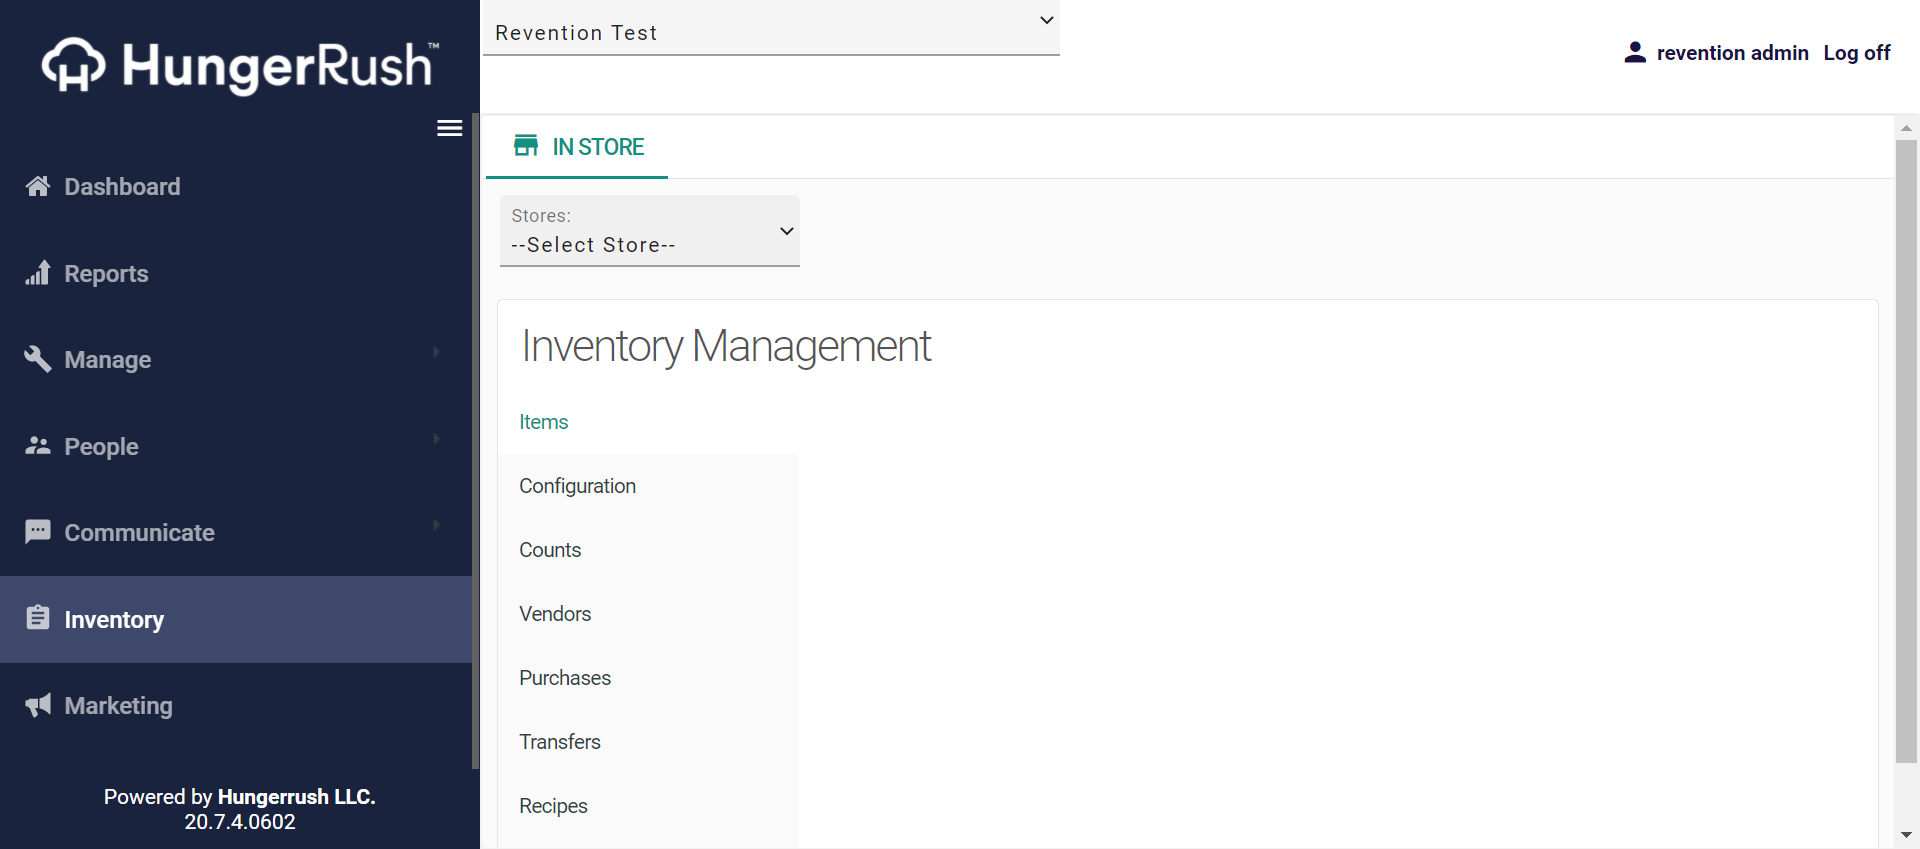 HungerRush™
Revention Test
revention admin Log off
IN STORE
Dashboard
Stores:
--Select Store--
Reports
Inventory Management
Manage
Items
People
Configuration
Communicate
Counts
Inventory
Vendors
Purchases
Marketing
Transfers
Powered by Hungerrush LLC.
20.7.4.0602
Recipes